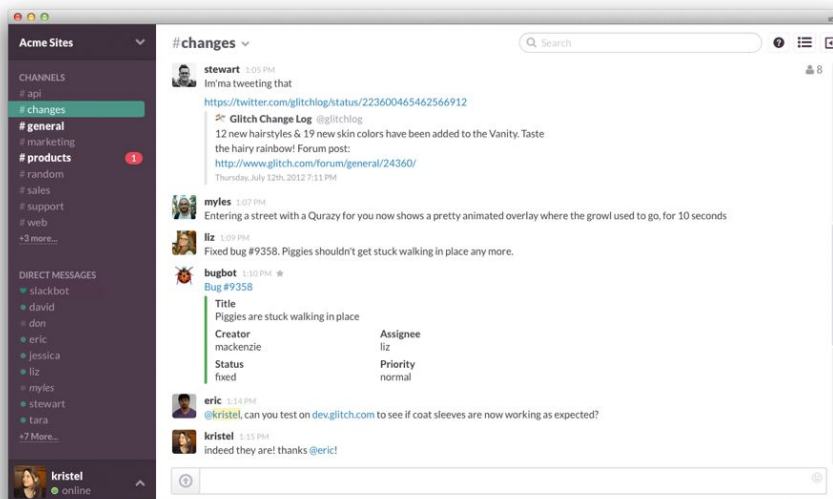 Acme Sites
CHANNELS
# api
# changes
# general
# marketing
# products 1
# random
# sales
# support
# web
+3 more...
DIRECT MESSAGES
slackbot
david
don
eric
jessica
liz
myles
stewart
tara
+7 More...
kristel
online
#changes
Search
?
8
stewart 1:05 PM
Im'ma tweeting that
https://twitter.com/glitchlog/status/223600465462566912
Glitch Change Log @glitchlog
12 new hairstyles & 19 new skin colors have been added to the Vanity. Taste
the hairy rainbow! Forum post:
http://www.glitch.com/forum/general/24360/
Thursday, July 12th, 2012 7:11 PM
myles 1:07 PM
Entering a street with a Qurazy for you now shows a pretty animated overlay where the growl used to go, for 10 seconds
liz 1:09 PM
Fixed bug #9358. Piggies shouldn't get stuck walking in place any more.
bugbot 1:10 PM
Bug #9358
Title
Piggies are stuck walking in place
Creator Assignee
mackenzie liz
Status Priority
fixed normal
eric 1:14 PM
@kristel, can you test on dev.glitch.com to see if coat sleeves are now working as expected?
kristel 1:15 PM
indeed they are! thanks @eric!